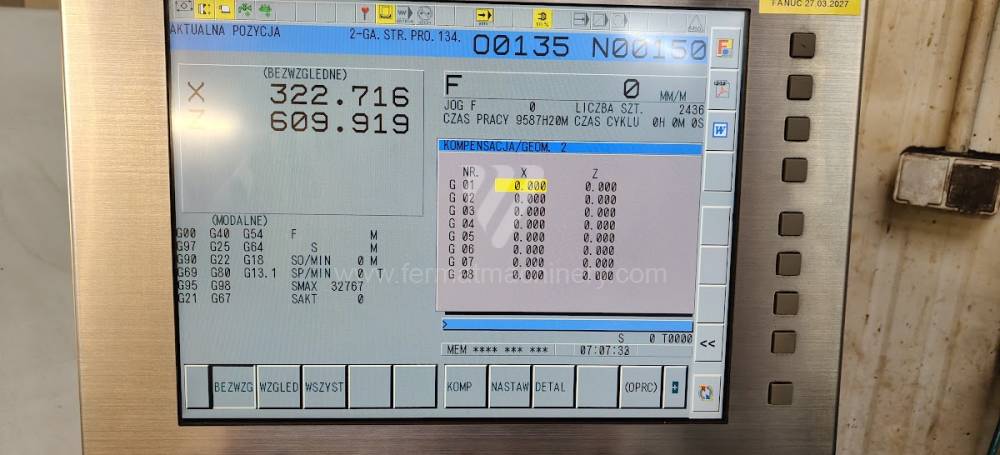 FANUC 27.03.2027
AKTUALNA POZYCJA
2-GA. STR. PRO. 134.
O0135 N00150
(BEZWZGLEDNE)
X 322.716
Z 609.919
F 0 MM/M
JOG F 0 LICZBA SZT. 2436
CZAS PRACY 9587H20M CZAS CYKLU 0H 0M 0S
KOMPENSACJA/GEOM. 2
NR. X Z
G 01 0.000 0.000
G 02 0.000 0.000
G 03 0.000 0.000
G 04 0.000 0.000
G 05 0.000 0.000
G 06 0.000 0.000
G 07 0.000 0.000
G 08 0.000 0.000
(MODALNE)
G00 G40 G54 F M
G97 G25 G64 S M
G90 G22 G18 SO/MIN 0 M
G69 G80 G13.1 SP/MIN 0 T
G95 G98 SMAX 32767
G21 G67 SAKT 0
www.fermatmachinery.com
>
S 0 T0000
MEM **** *** ***
07:07:33
<<
BEZWZG
WZGLED
WSZYST
KOMP
NASTAW
DETAL
(OPRC)